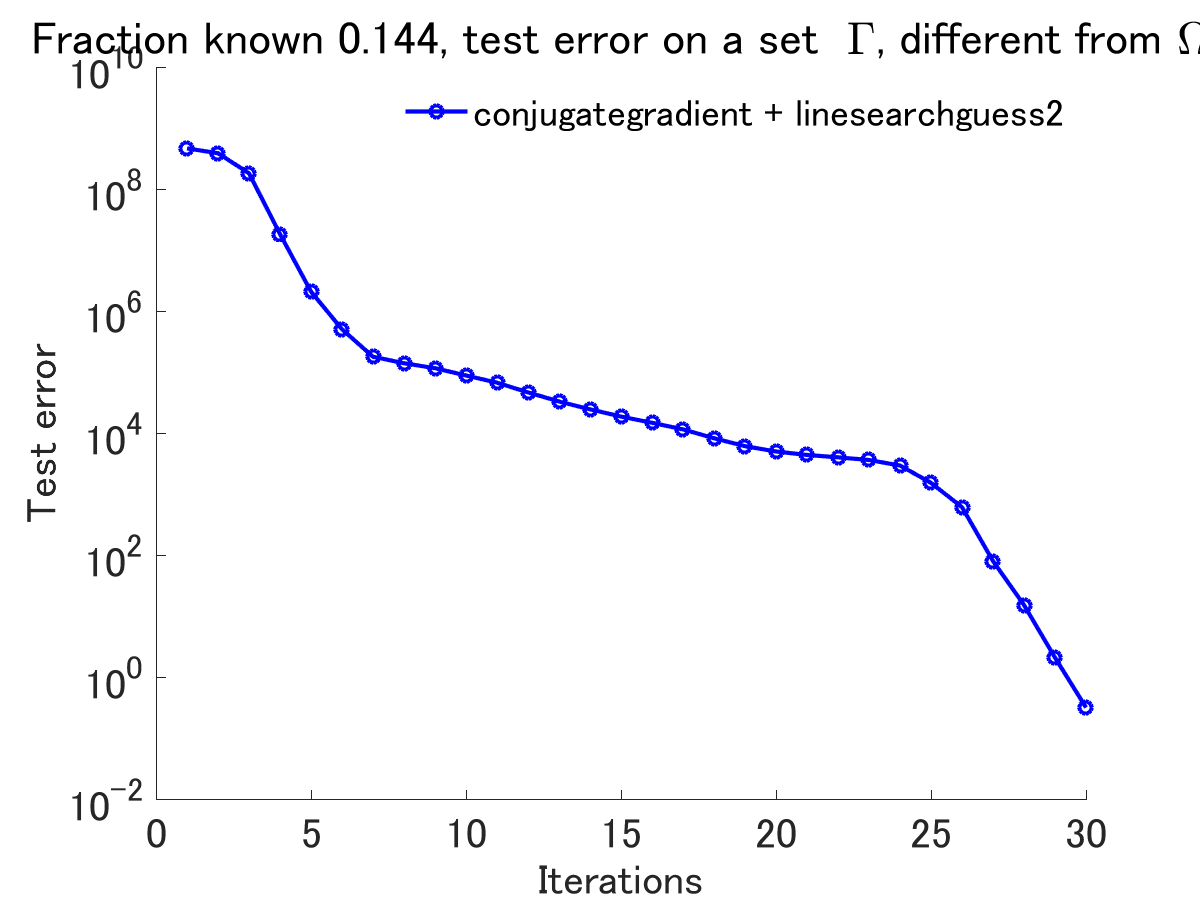 Fraction known 0.144, test error on a set Γ, different from Ω
10^10
conjugategradient + linesearchguess2
10^8
10^6
10^4
10^2
10^0
10^−2
Test error
0 5 10 15 20 25 30
Iterations